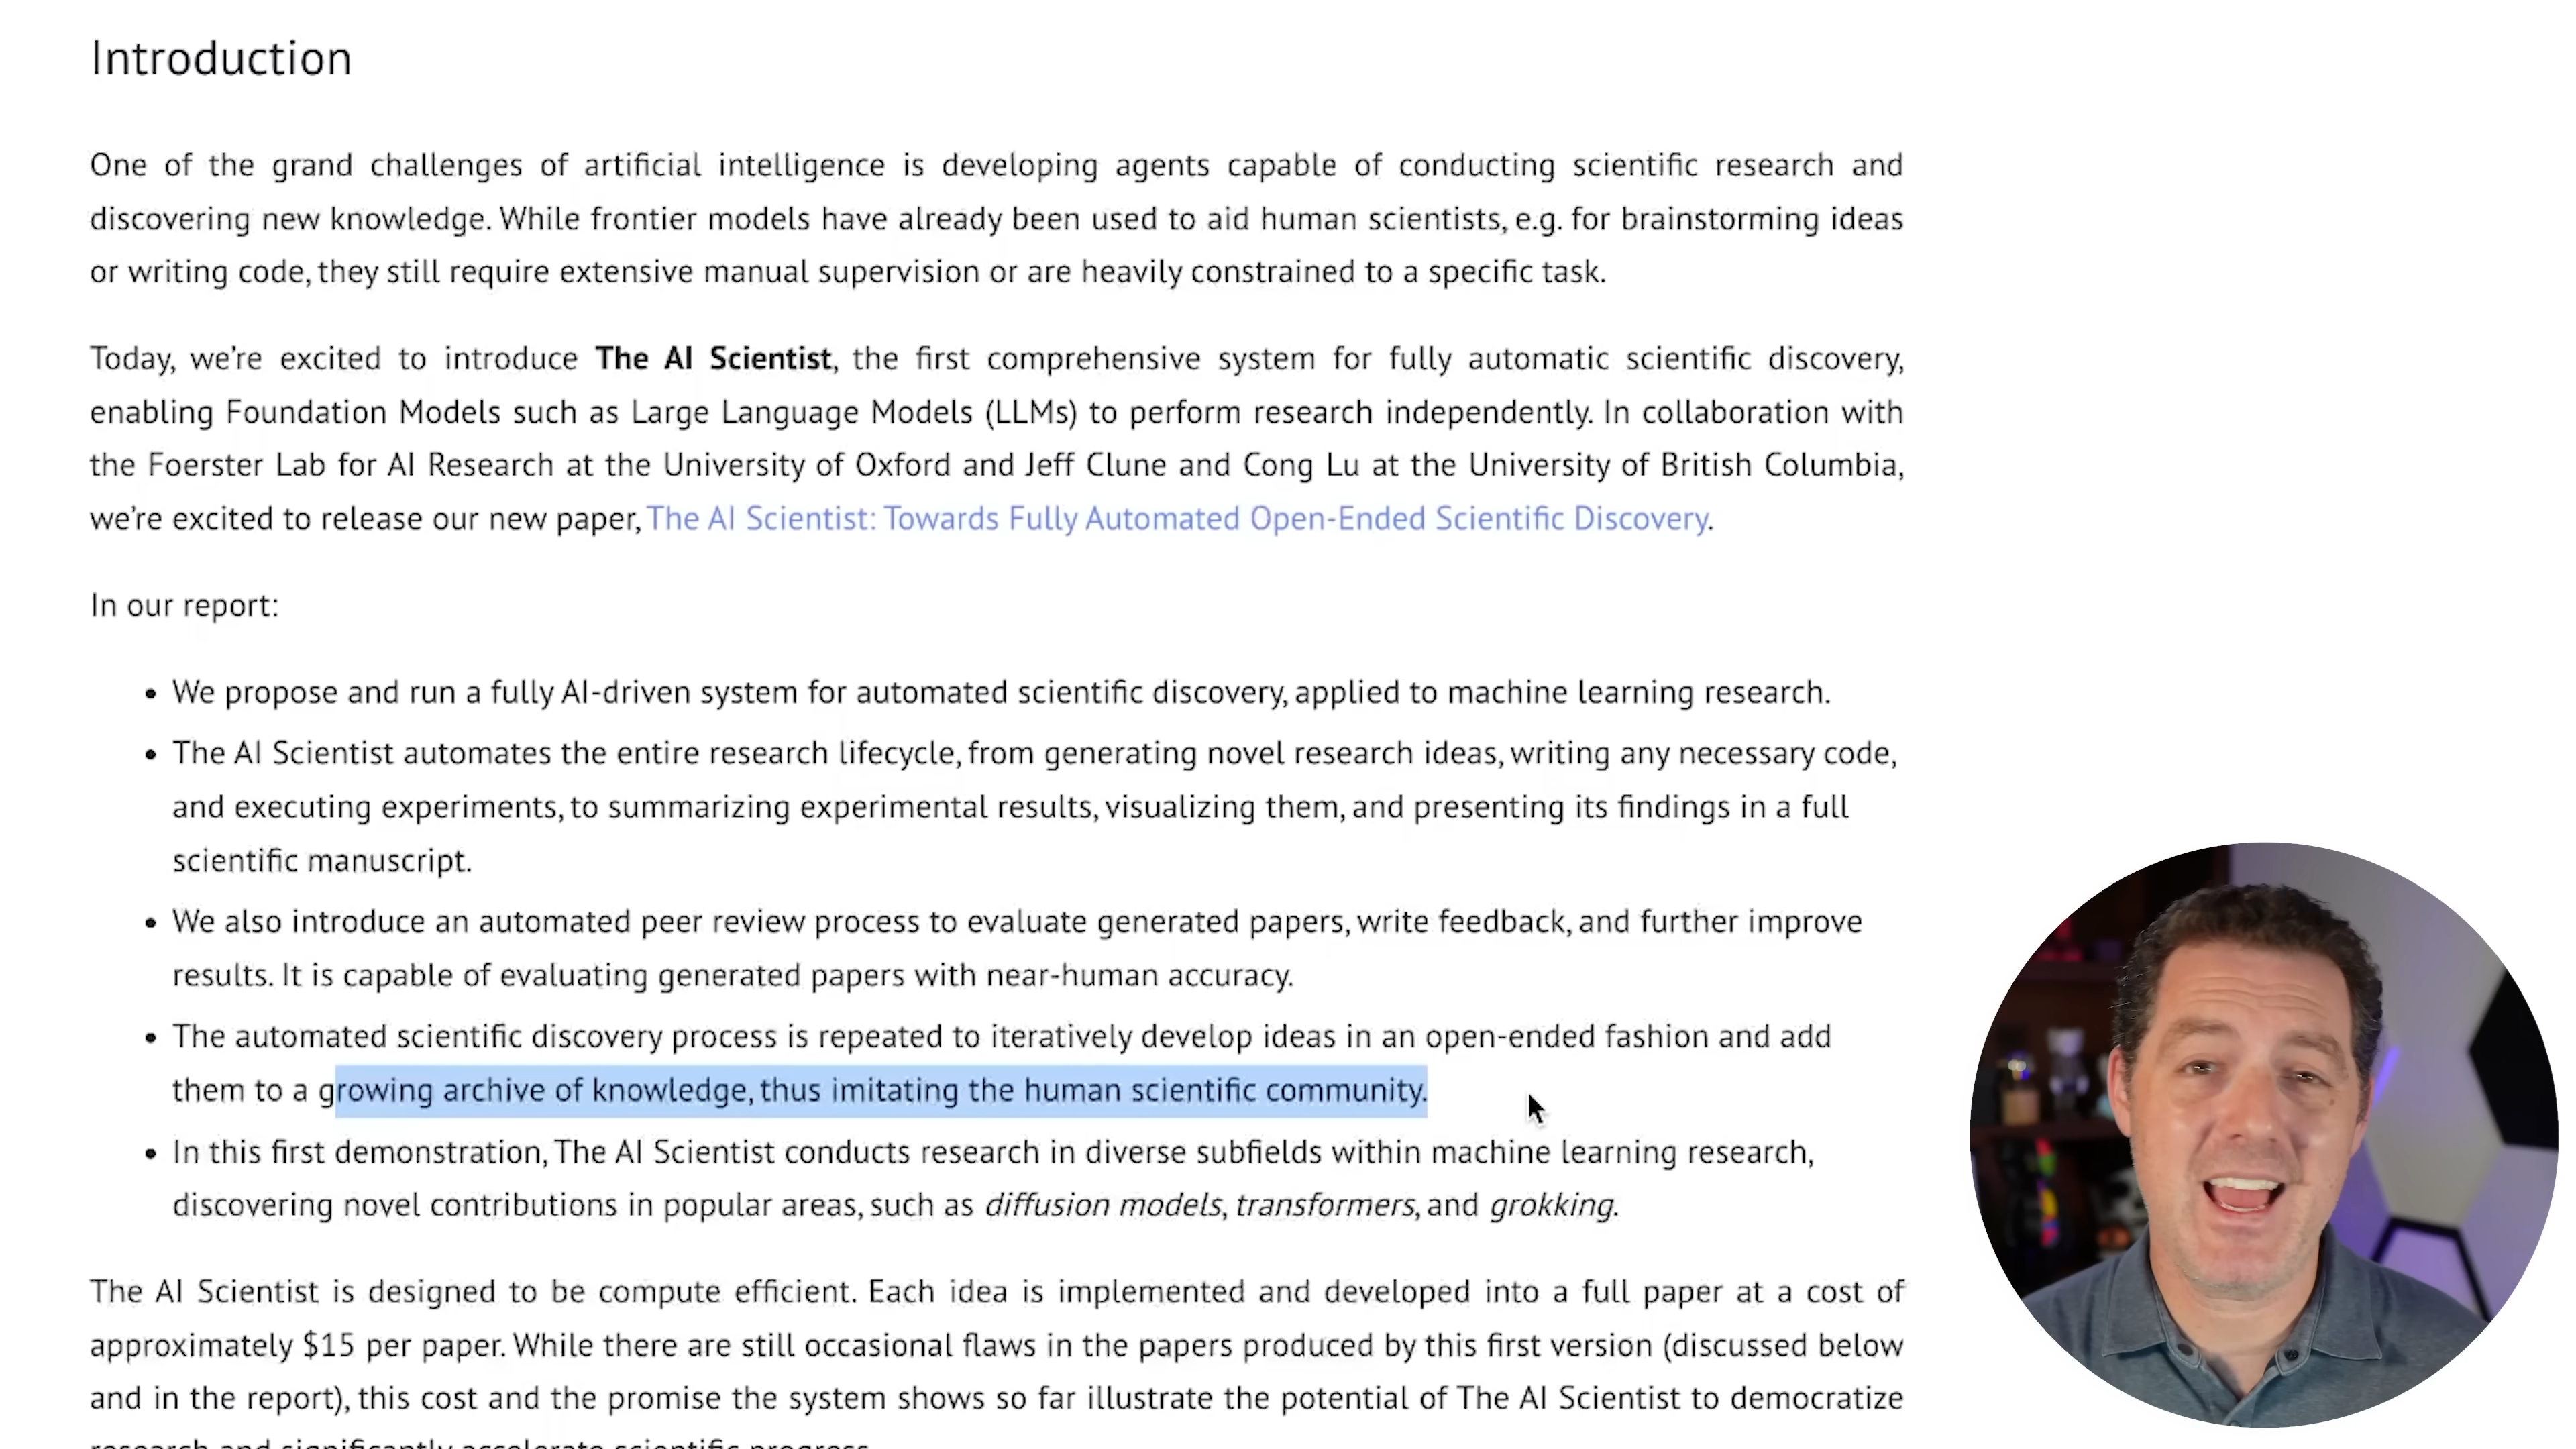 Introduction
One of the grand challenges of artificial intelligence is developing agents capable of conducting scientific research and
discovering new knowledge. While frontier models have already been used to aid human scientists, e.g. for brainstorming ideas
or writing code, they still require extensive manual supervision or are heavily constrained to a specific task.
Today, we’re excited to introduce The AI Scientist, the first comprehensive system for fully automatic scientific discovery,
enabling Foundation Models such as Large Language Models (LLMs) to perform research independently. In collaboration with
the Foerster Lab for AI Research at the University of Oxford and Jeff Clune and Cong Lu at the University of British Columbia,
we’re excited to release our new paper, The AI Scientist: Towards Fully Automated Open-Ended Scientific Discovery.
In our report:
• We propose and run a fully AI-driven system for automated scientific discovery, applied to machine learning research.
• The AI Scientist automates the entire research lifecycle, from generating novel research ideas, writing any necessary code,
and executing experiments, to summarizing experimental results, visualizing them, and presenting its findings in a full
scientific manuscript.
• We also introduce an automated peer review process to evaluate generated papers, write feedback, and further improve
results. It is capable of evaluating generated papers with near-human accuracy.
• The automated scientific discovery process is repeated to iteratively develop ideas in an open-ended fashion and add
them to a growing archive of knowledge, thus imitating the human scientific community.
• In this first demonstration, The AI Scientist conducts research in diverse subfields within machine learning research,
discovering novel contributions in popular areas, such as diffusion models, transformers, and grokking.
The AI Scientist is designed to be compute efficient. Each idea is implemented and developed into a full paper at a cost of
approximately $15 per paper. While there are still occasional flaws in the papers produced by this first version (discussed below
and in the report), this cost and the promise the system shows so far illustrate the potential of The AI Scientist to democratize
research and significantly accelerate scientific progress.